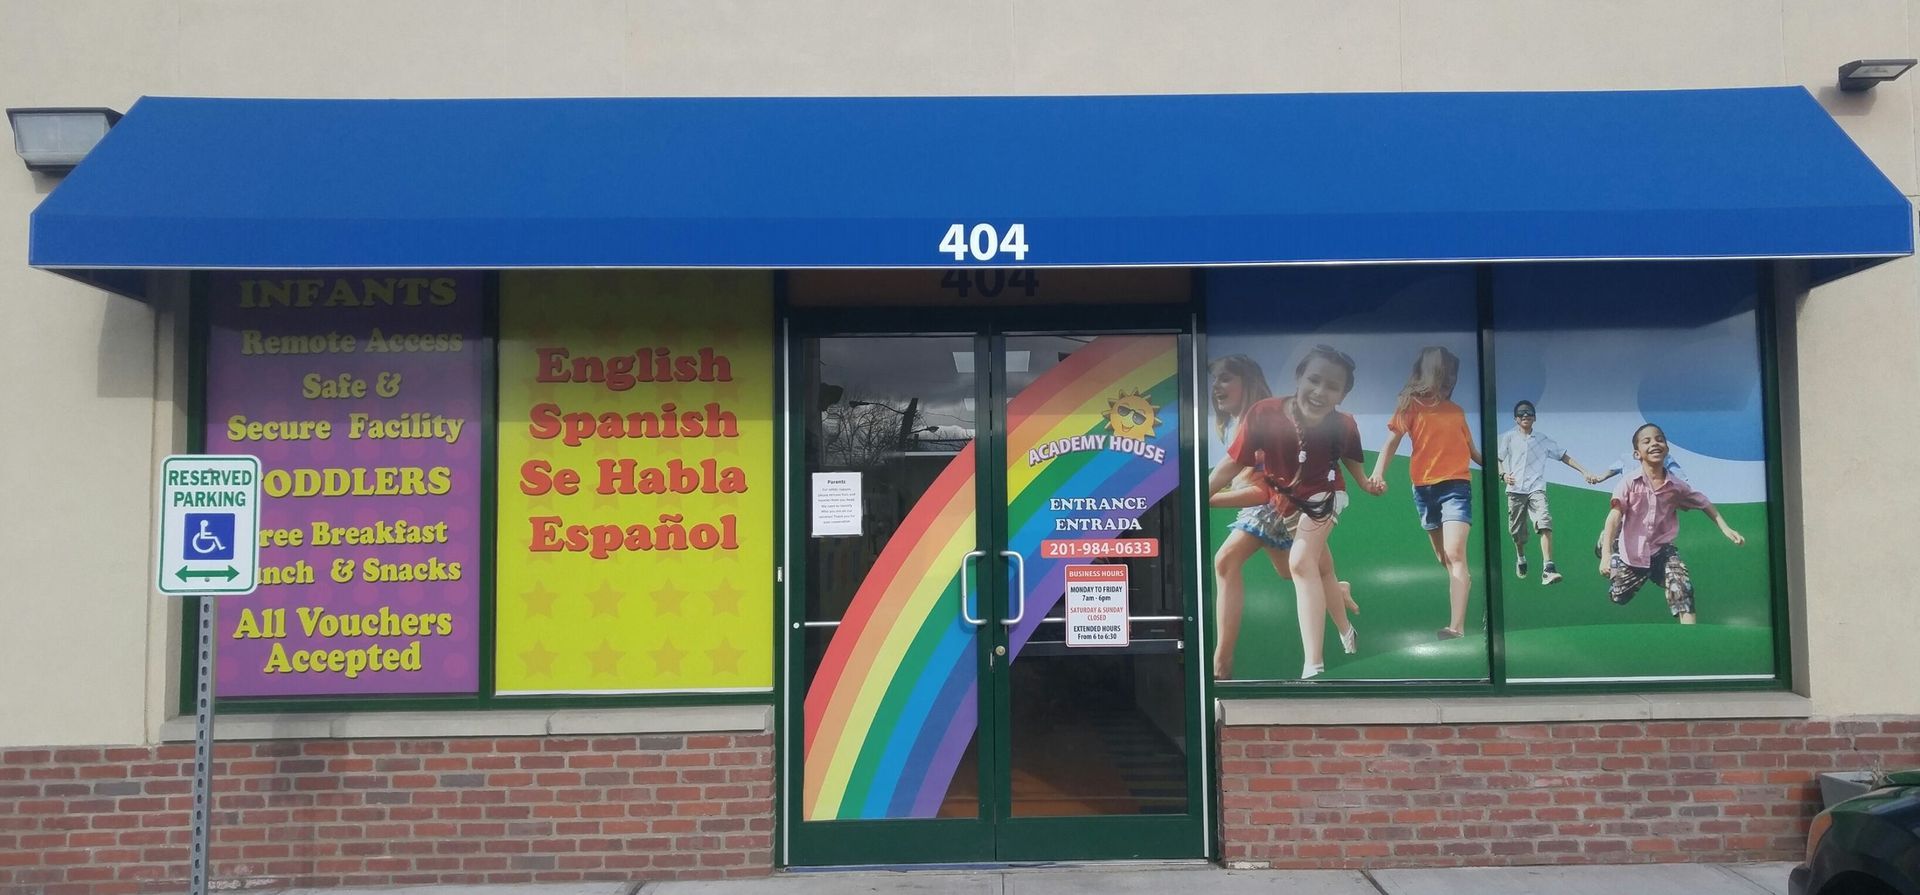 404
404
INFANTS
Remote Access
Safe &
Secure Facility
ODDLERS
ree Breakfast
nch & Snacks
All Vouchers
Accepted
RESERVED
PARKING
English
Spanish
Se Habla
Español
Parents
ACADEMY HOUSE
ENTRANCE
ENTRADA
201-984-0633
BUSINESS HOURS
MONDAY TO FRIDAY
7am - 6pm
SATURDAY & SUNDAY
CLOSED
EXTENDED HOURS
From 6 to 6:30